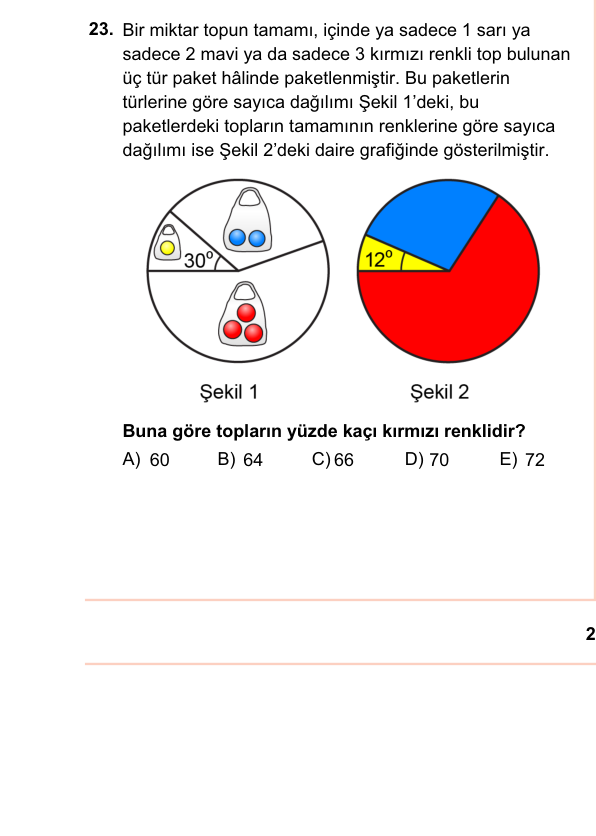 23. Bir miktar topun tamamı, içinde ya sadece 1 sarı ya
sadece 2 mavi ya da sadece 3 kırmızı renkli top bulunan
üç tür paket hâlinde paketlenmiştir. Bu paketlerin
türlerine göre sayıca dağılımı Şekil 1’deki, bu
paketlerdeki topların tamamının renklerine göre sayıca
dağılımı ise Şekil 2’deki daire grafiğinde gösterilmiştir.
30º
12º
Şekil 1 Şekil 2
Buna göre topların yüzde kaçı kırmızı renklidir?
A) 60 B) 64 C) 66 D) 70 E) 72
2